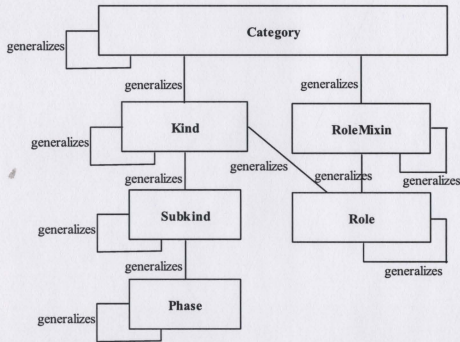 Category
generalizes
generalizes
generalizes
Kind
RoleMixin
generalizes
generalizes
generalizes
generalizes
generalizes
Subkind
Role
generalizes
generalizes
generalizes
Phase
generalizes